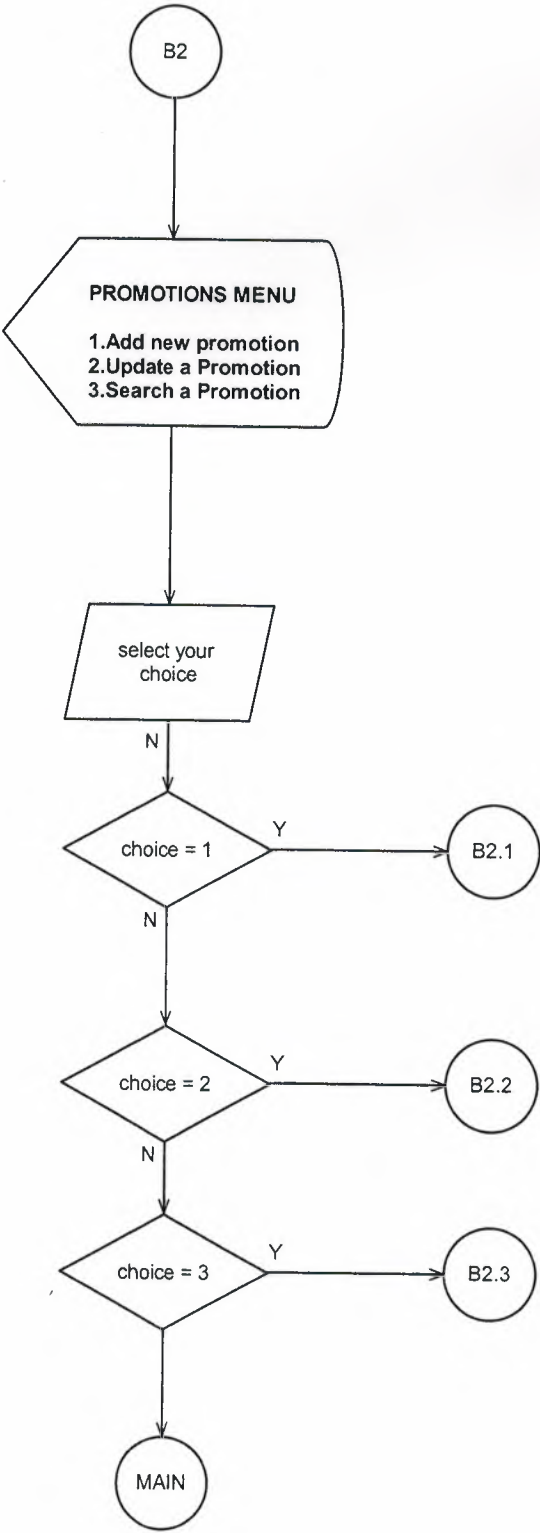 B2
PROMOTIONS MENU
1.Add new promotion
2.Update a Promotion
3.Search a Promotion
select your
choice
N
choice = 1
Y
B2.1
N
choice = 2
Y
B2.2
N
choice = 3
Y
B2.3
MAIN